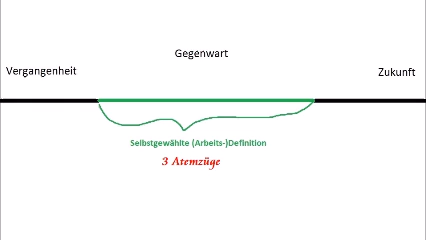 Gegenwart
Vergangenheit
Zukunft
Selbstgewählte (Arbeits-)Definition
3 Atemzüge